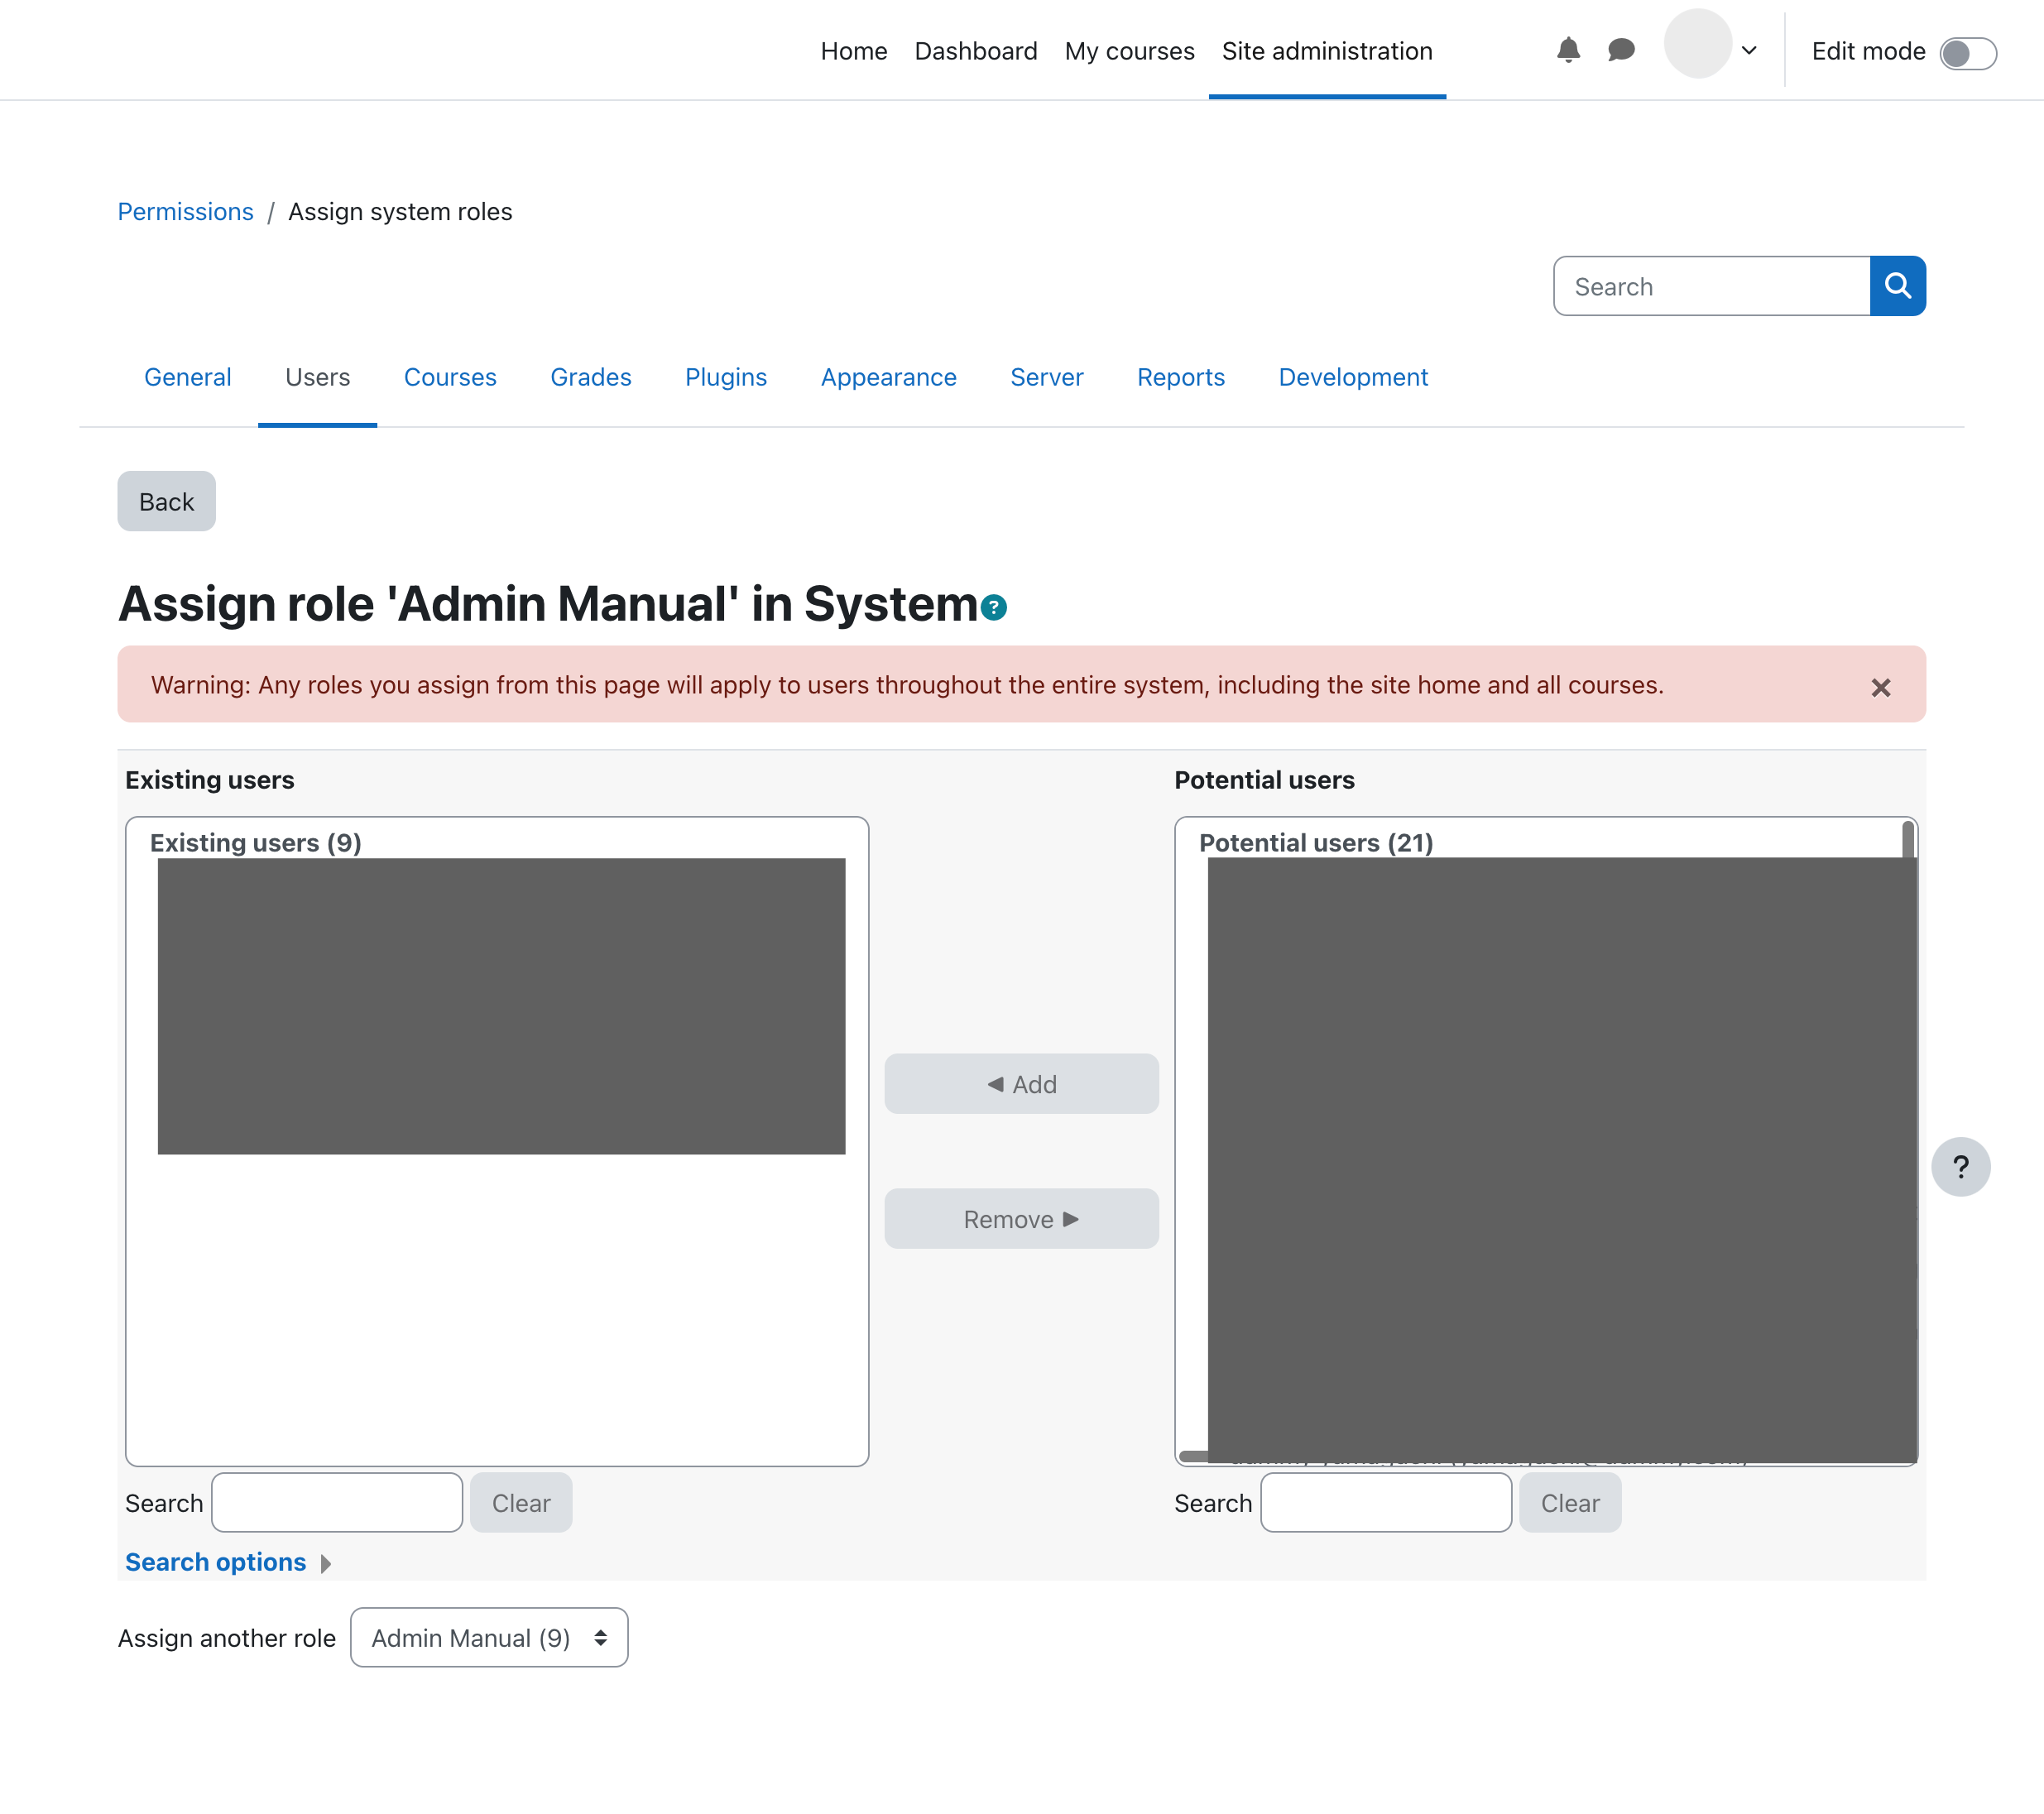 Home Dashboard My courses Site administration Edit mode
Permissions / Assign system roles
Search
General Users Courses Grades Plugins Appearance Server Reports Development
Back
Assign role 'Admin Manual' in System ?
Warning: Any roles you assign from this page will apply to users throughout the entire system, including the site home and all courses. ×
Existing users
Existing users (9)
Potential users
Potential users (21)
◄ Add
Remove ►
?
Search Clear
Search Clear
Search options
Assign another role Admin Manual (9)